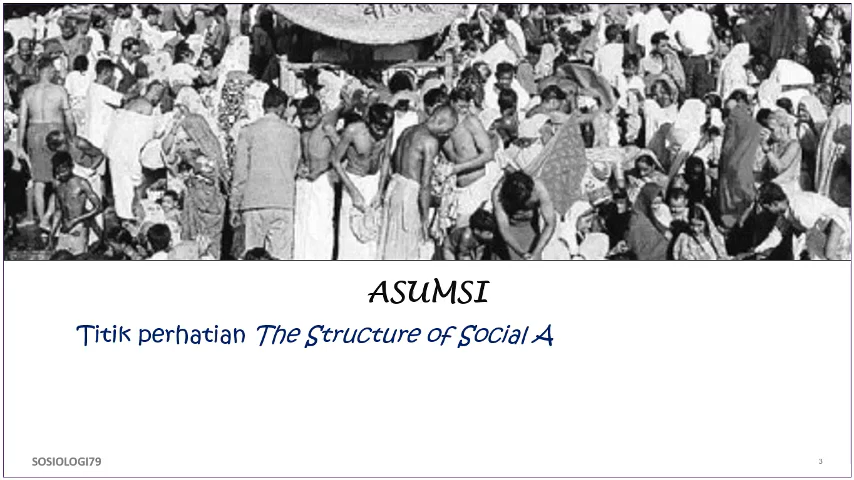 ASUMSI
Titik perhatian The Structure of Social A
SOSIOLOGI79
3